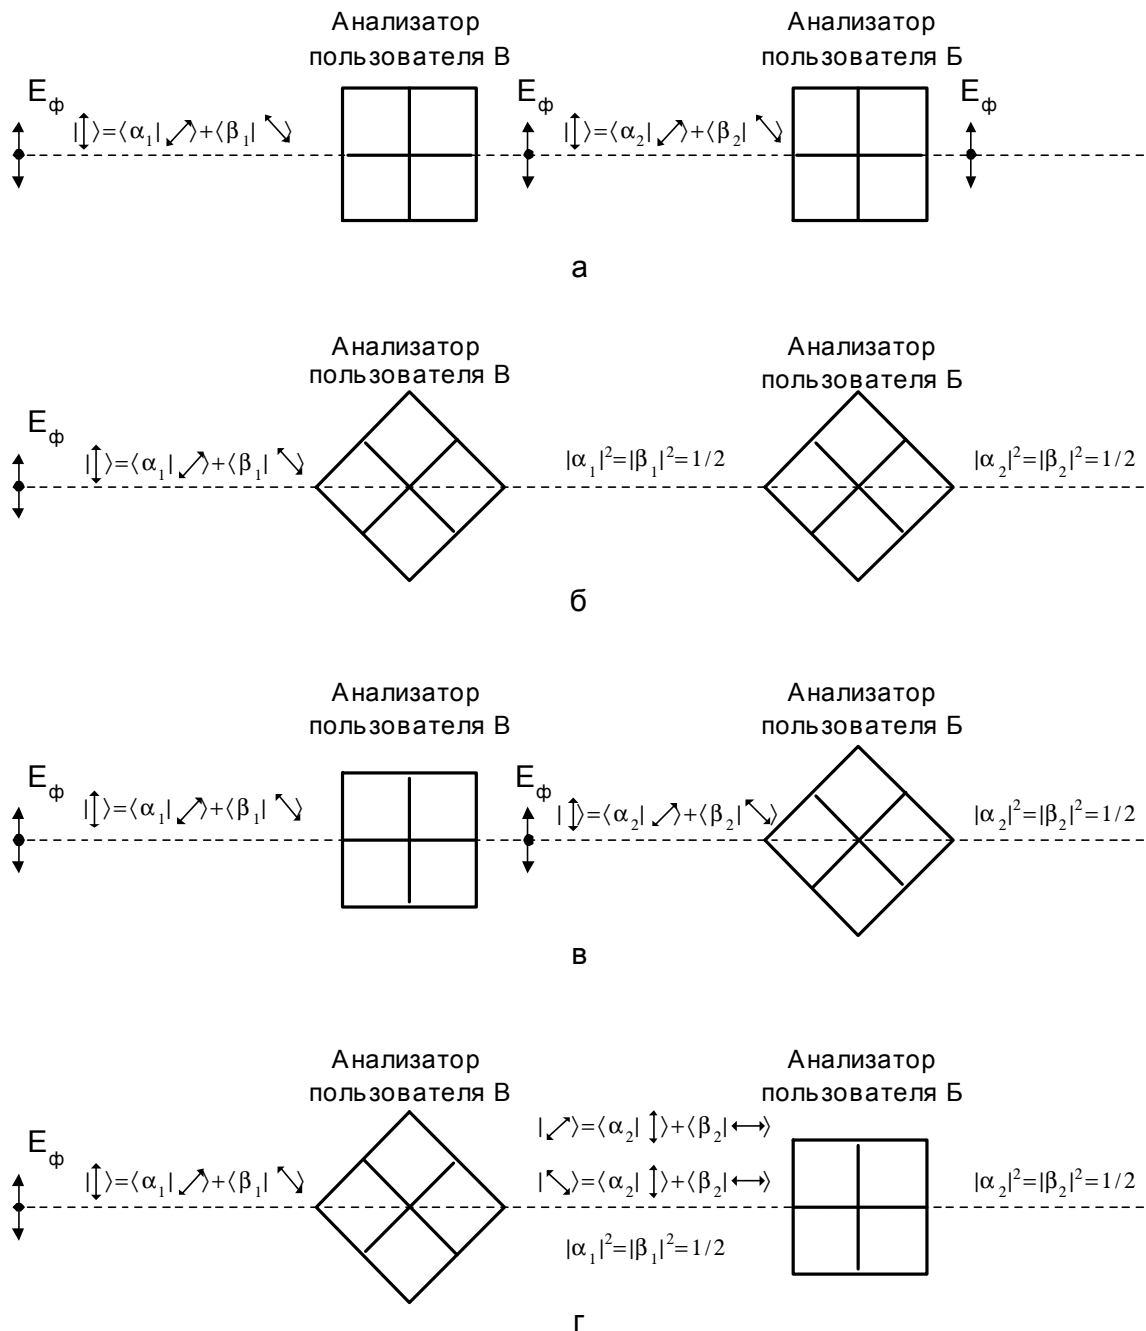 Анализатор
пользователя В
Анализатор
пользователя Б
Eф
|↕⟩=⟨α₁|⤢⟩+⟨β₁|⤡⟩
Eф
|↕⟩=⟨α₂|⤢⟩+⟨β₂|⤡⟩
Eф
а
Анализатор
пользователя В
Анализатор
пользователя Б
Eф
|↕⟩=⟨α₁|⤢⟩+⟨β₁|⤡⟩
|α₁|²=|β₁|²=1/2
|α₂|²=|β₂|²=1/2
б
Анализатор
пользователя В
Анализатор
пользователя Б
Eф
|↕⟩=⟨α₁|⤢⟩+⟨β₁|⤡⟩
Eф
|↕⟩=⟨α₂|⤢⟩+⟨β₂|⤡⟩
|α₂|²=|β₂|²=1/2
в
Анализатор
пользователя В
Анализатор
пользователя Б
Eф
|↕⟩=⟨α₁|⤢⟩+⟨β₁|⤡⟩
|⤢⟩=⟨α₂|↕⟩+⟨β₂|↔⟩
|⤡⟩=⟨α₂|↕⟩+⟨β₂|↔⟩
|α₁|²=|β₁|²=1/2
|α₂|²=|β₂|²=1/2
г